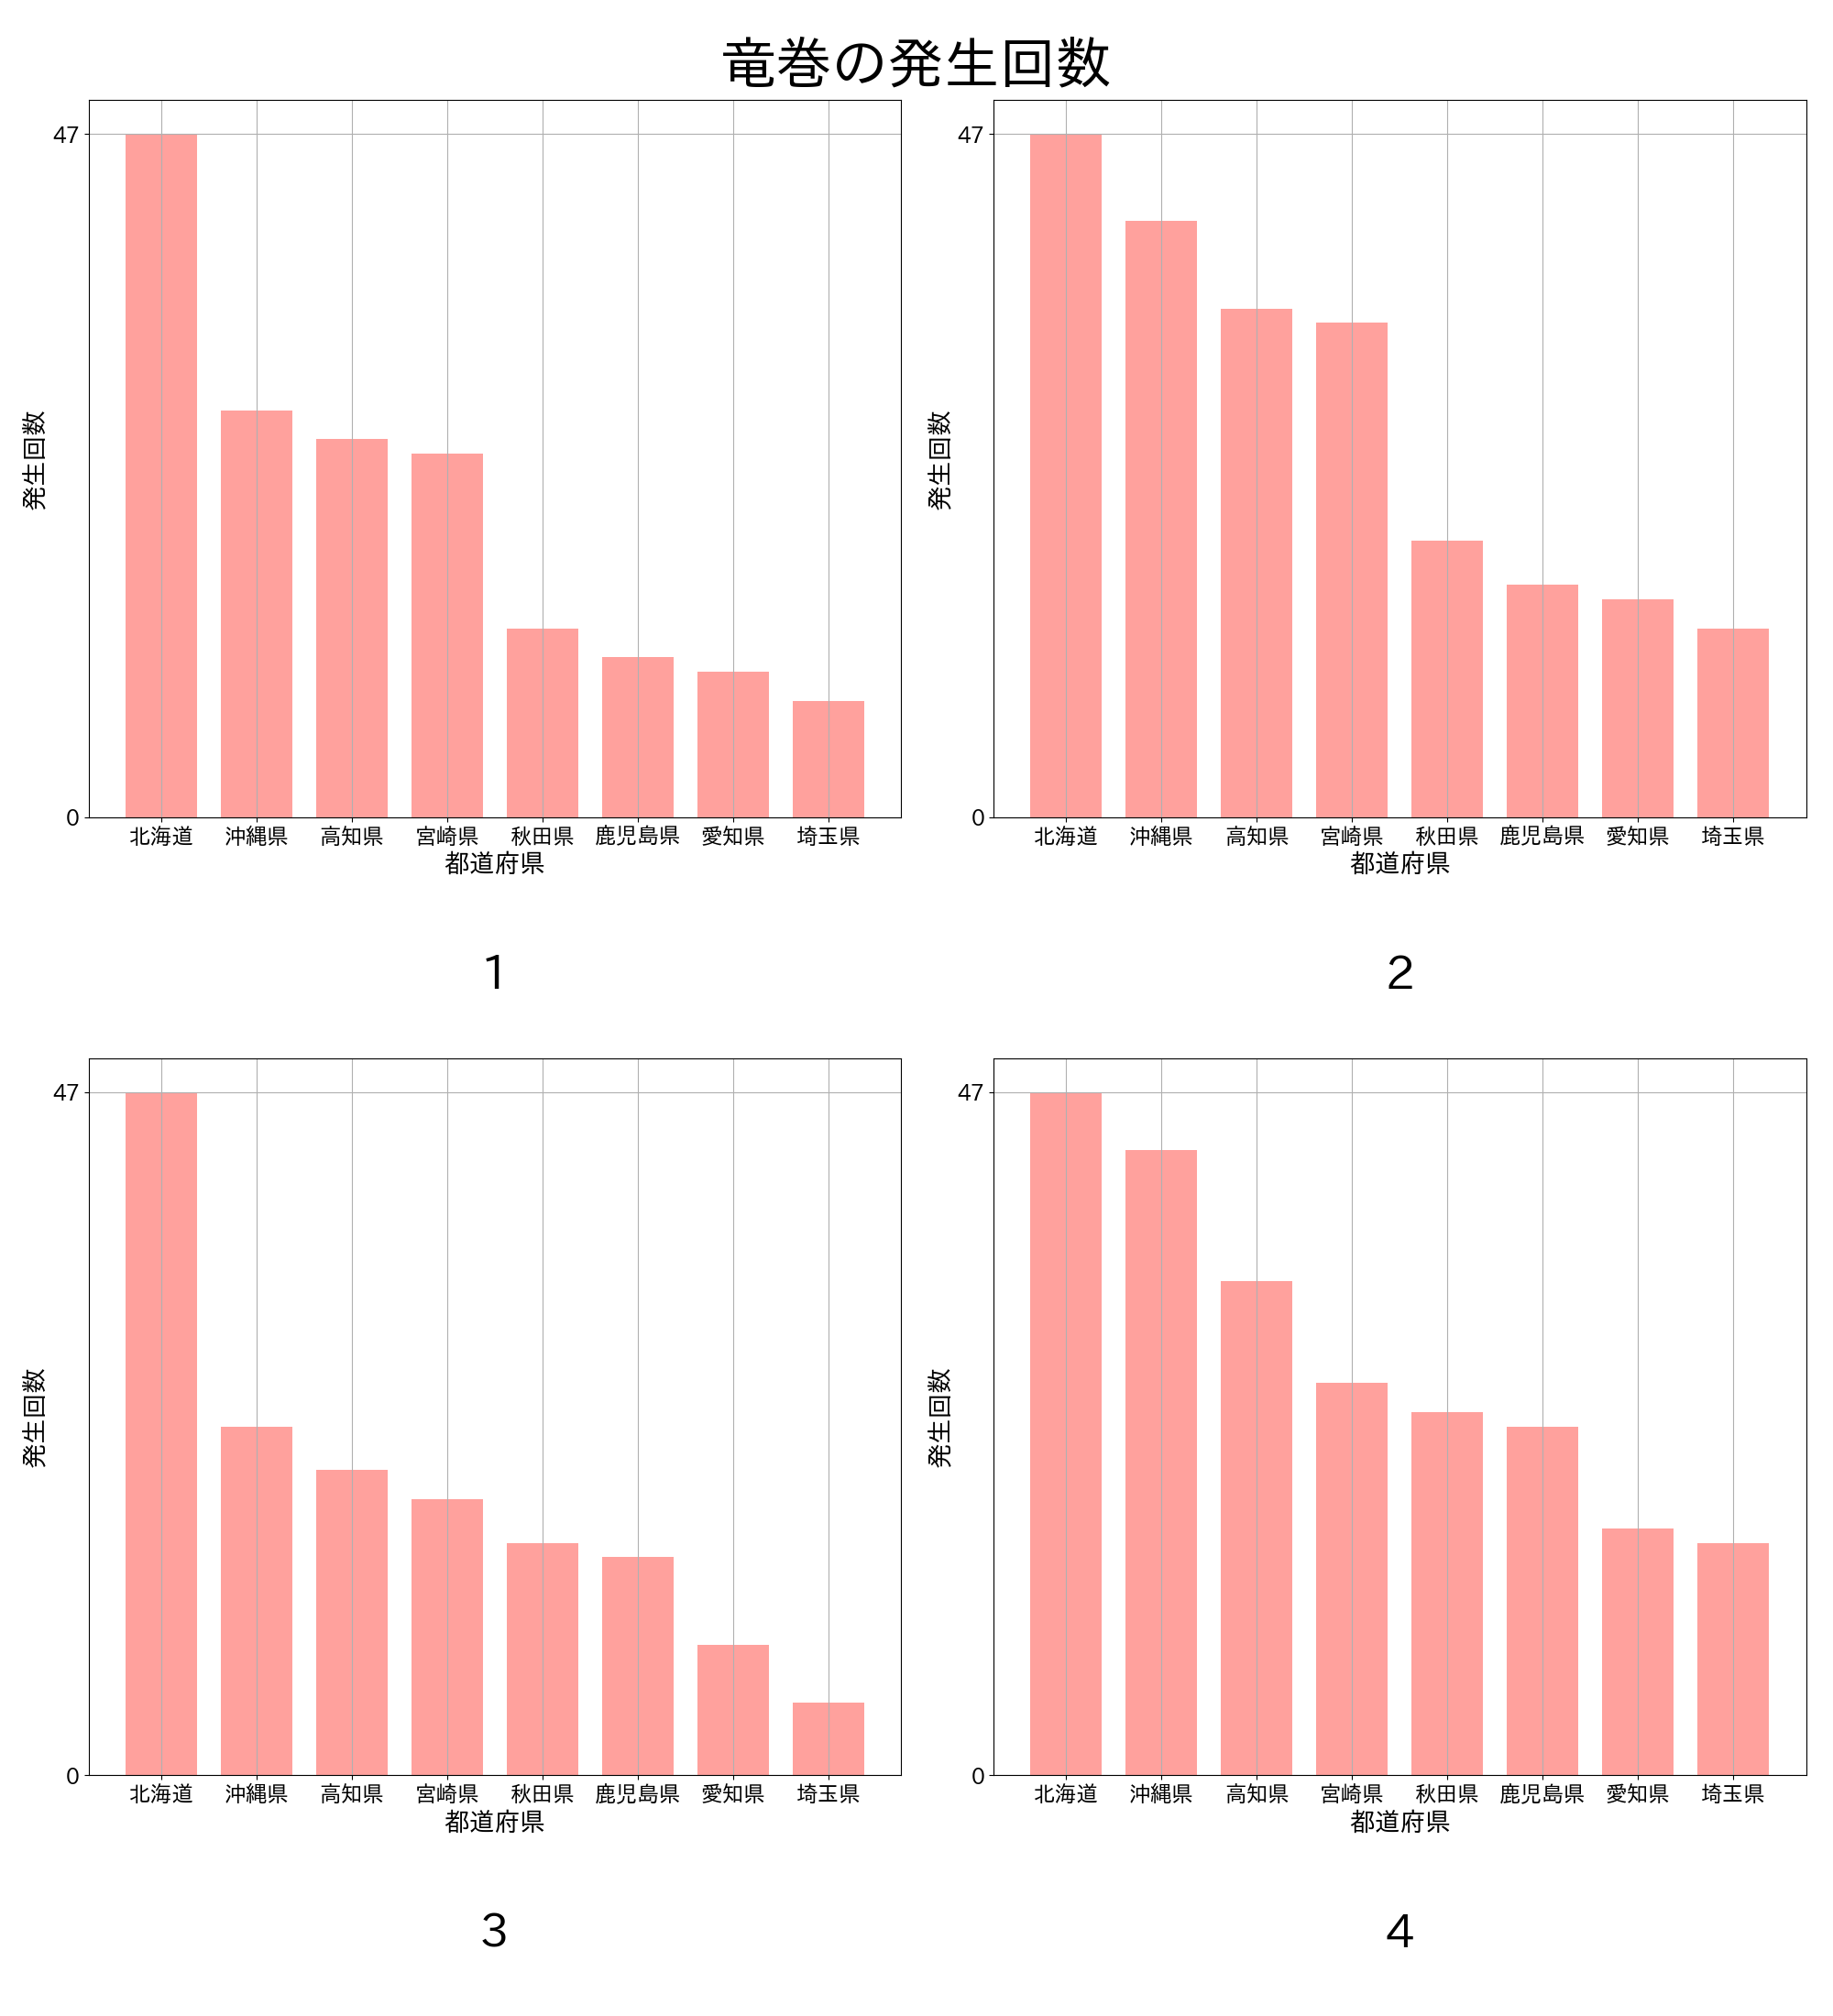 竜巻の発生回数
47
0
発生回数
北海道 沖縄県 高知県 宮崎県 秋田県 鹿児島県 愛知県 埼玉県
都道府県
1
47
0
発生回数
北海道 沖縄県 高知県 宮崎県 秋田県 鹿児島県 愛知県 埼玉県
都道府県
2
47
0
発生回数
北海道 沖縄県 高知県 宮崎県 秋田県 鹿児島県 愛知県 埼玉県
都道府県
3
47
0
発生回数
北海道 沖縄県 高知県 宮崎県 秋田県 鹿児島県 愛知県 埼玉県
都道府県
4